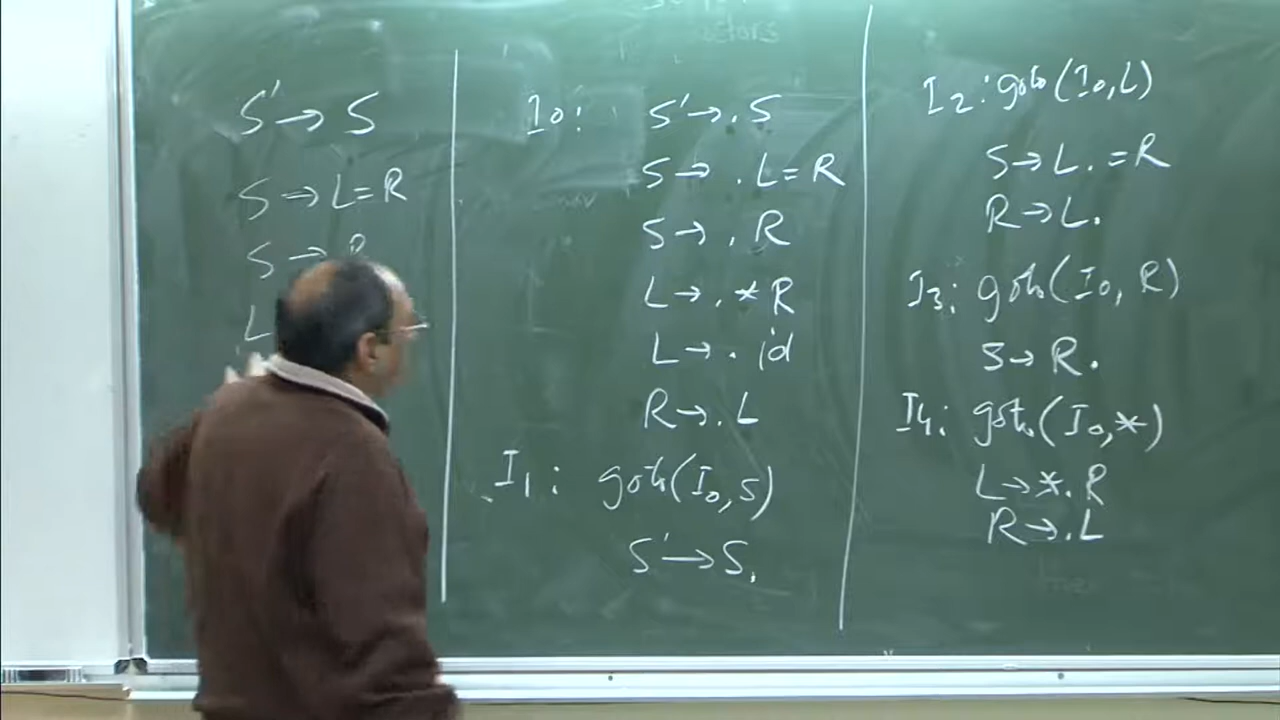 S' → S
S → L = R
S → R
L
I0: S' → . S
S → . L = R
S → . R
L → . * R
L → . id
R → . L
I1: goto(I0, S)
S' → S.
I2: goto(I0, L)
S → L . = R
R → L .
I3: goto(I0, R)
S → R .
I4: goto(I0, *)
L → * . R
R → . L